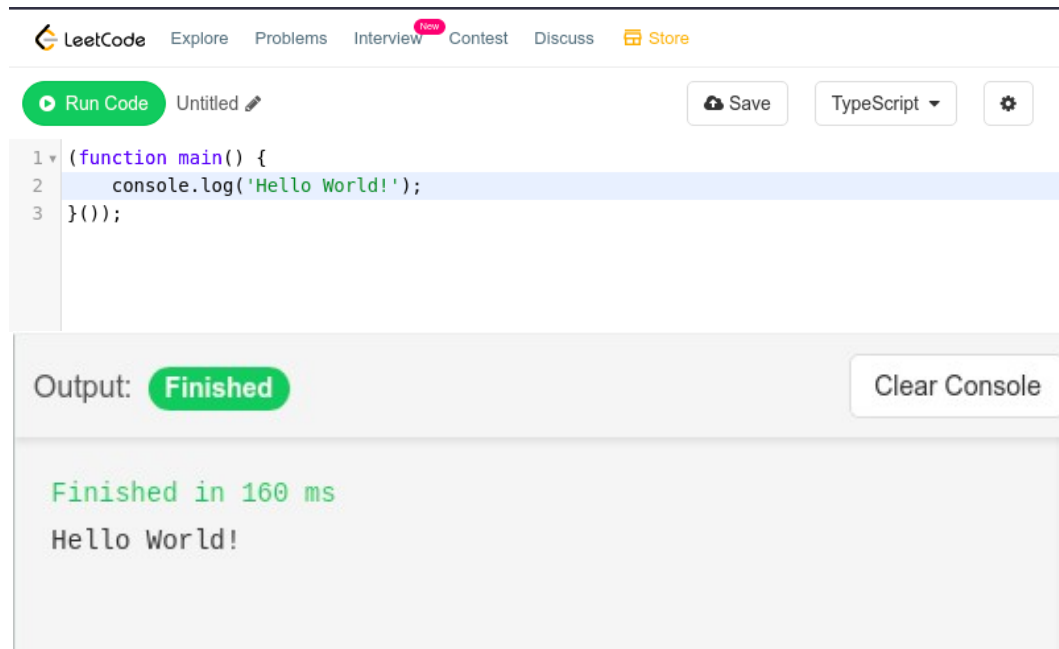 LeetCode Explore Problems Interview New Contest Discuss Store
Run Code Untitled Save TypeScript
1 (function main() {
2     console.log('Hello World!');
3 }());
Output: Finished Clear Console
Finished in 160 ms
Hello World!